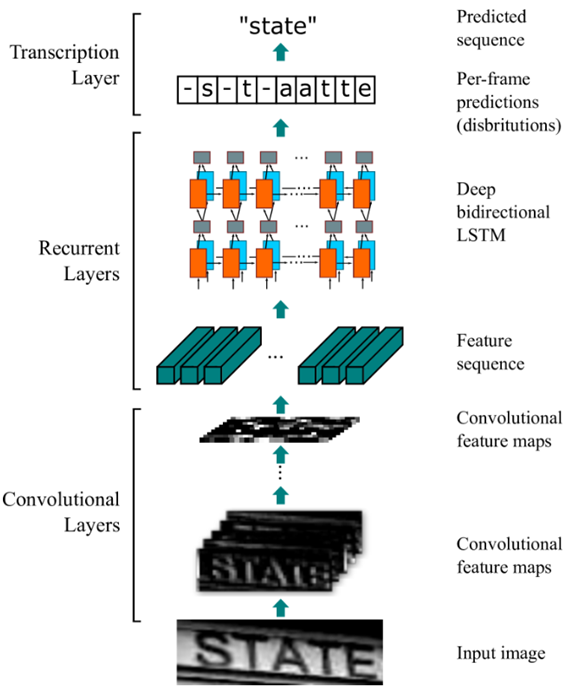 "state"
Predicted
sequence
Transcription
Layer
- s - t - a a t t e
Per-frame
predictions
(disbritutions)
Recurrent
Layers
Deep
bidirectional
LSTM
...
...
Feature
sequence
...
Convolutional
Layers
Convolutional
feature maps
Convolutional
feature maps
STATE
Input image
STATE